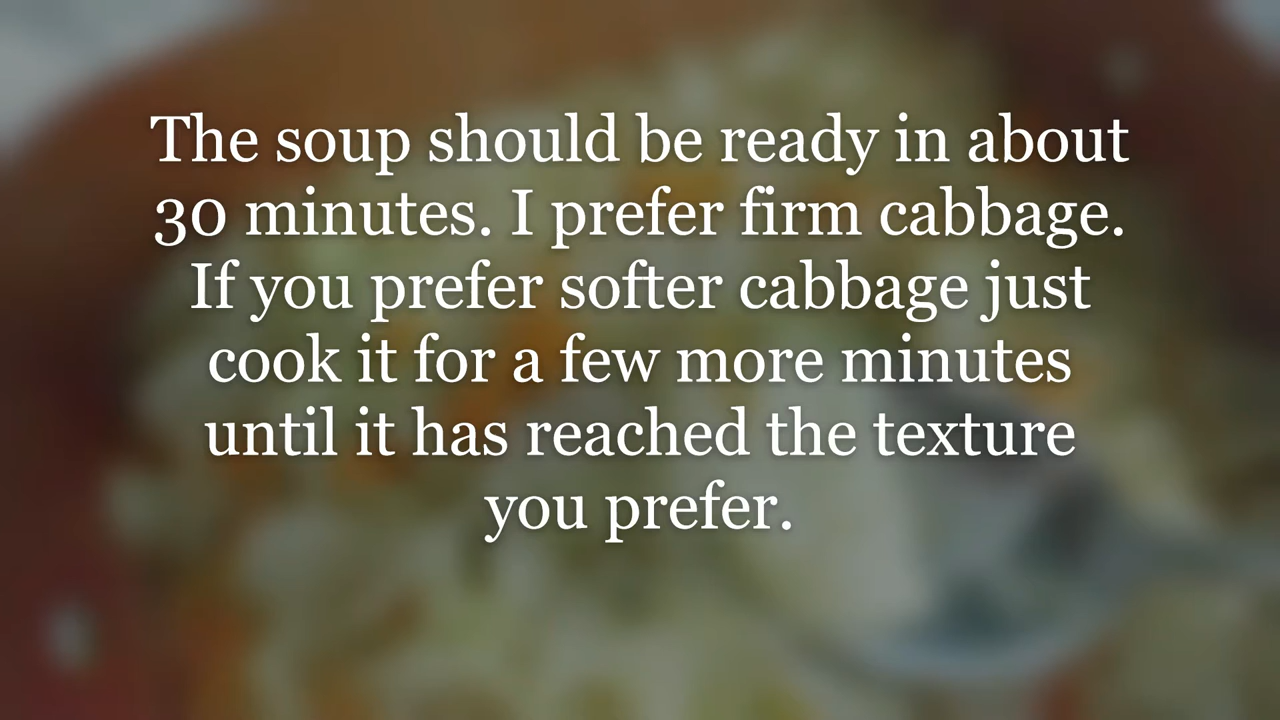 The soup should be ready in about
30 minutes. I prefer firm cabbage.
If you prefer softer cabbage just
cook it for a few more minutes
until it has reached the texture
you prefer.